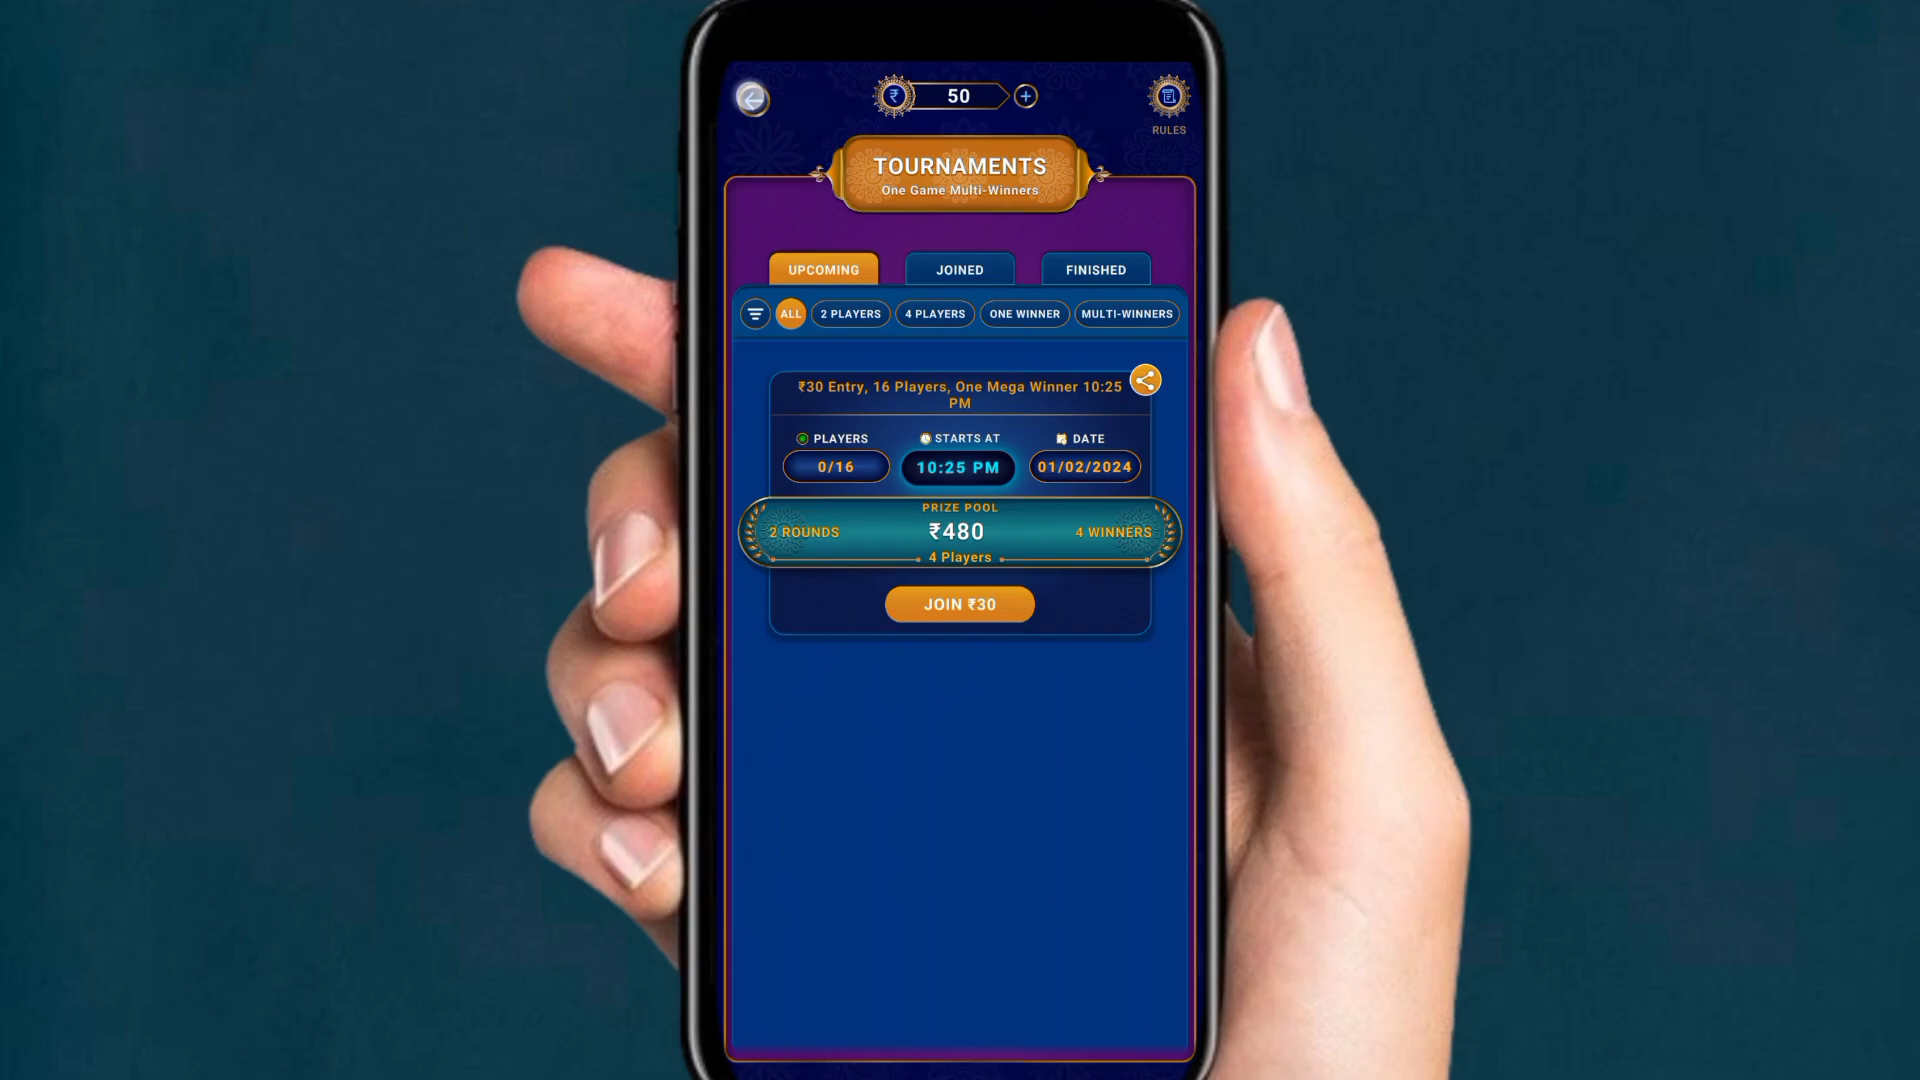 50
RULES
TOURNAMENTS
One Game Multi-Winners
UPCOMING JOINED FINISHED
ALL 2 PLAYERS 4 PLAYERS ONE WINNER MULTI-WINNERS
₹30 Entry, 16 Players, One Mega Winner 10:25
PM
PLAYERS STARTS AT DATE
0/16 10:25 PM 01/02/2024
PRIZE POOL
2 ROUNDS ₹480 4 WINNERS
4 Players
JOIN ₹30